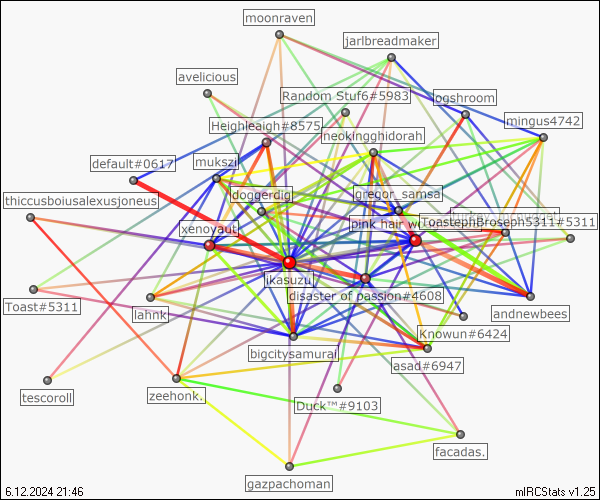 moonraven
jarlbreadmaker
avelicious
Random Stuf6#5983
ogshroom
mingus4742
Heighleaigh#8575
neokingghidorah
default#0617
mukszi
doggerdig
gregor_samsa
thiccusboiusalexusjoneus
pink hair
ToastephBroseph5311#5311
xenoyaut
ikasuzu
disaster of passion#4608
Toast#5311
lahnk
andnewbees
Knowun#6424
bigcitysamurai
asad#6947
tescoroll
zeehonk.
Duck™#9103
facadas.
gazpachoman
6.12.2024 21:46
mIRCStats v1.25